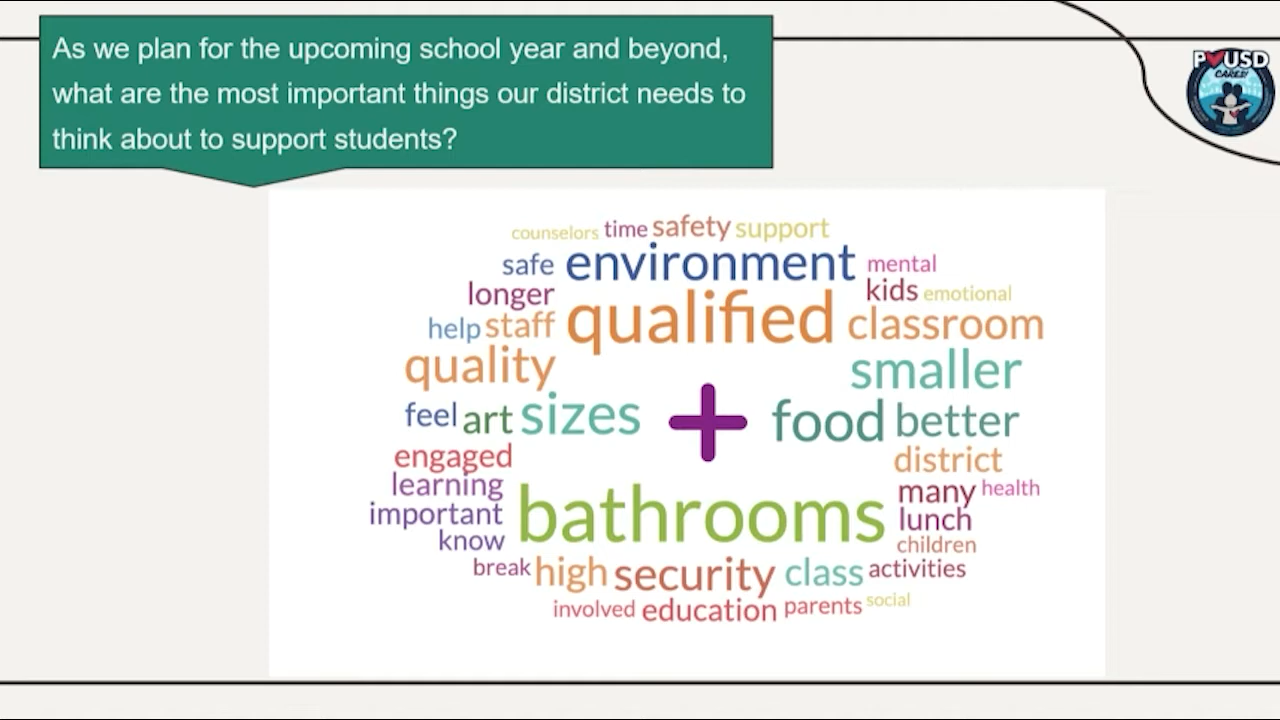 As we plan for the upcoming school year and beyond,
what are the most important things our district needs to
think about to support students?
P♥USD
CARES!
counselors time safety support
safe environment mental
longer kids emotional
help staff qualified classroom
quality smaller
feel art sizes + food better
engaged district
learning many health
important bathrooms lunch
know children
break high security class activities
involved education parents social